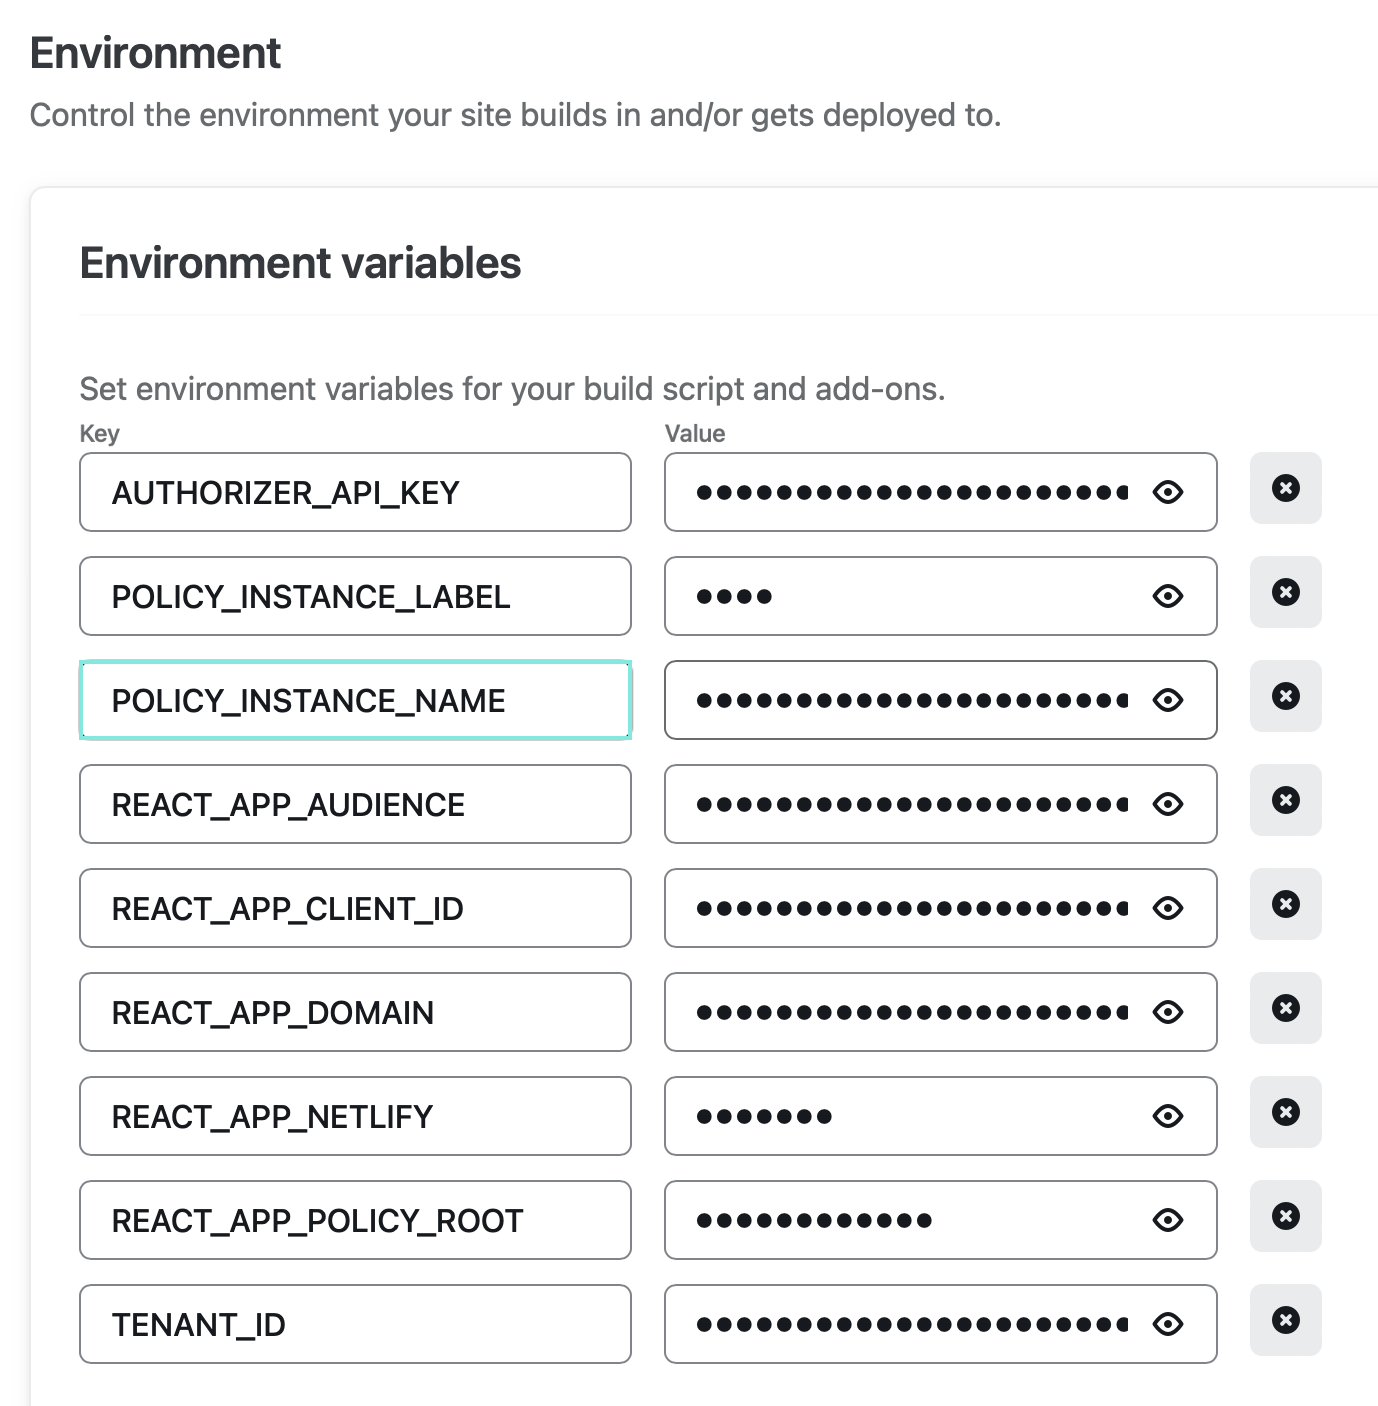 Environment
Control the environment your site builds in and/or gets deployed to.
Environment variables
Set environment variables for your build script and add-ons.
Key Value
AUTHORIZER_API_KEY
POLICY_INSTANCE_LABEL
POLICY_INSTANCE_NAME
REACT_APP_AUDIENCE
REACT_APP_CLIENT_ID
REACT_APP_DOMAIN
REACT_APP_NETLIFY
REACT_APP_POLICY_ROOT
TENANT_ID